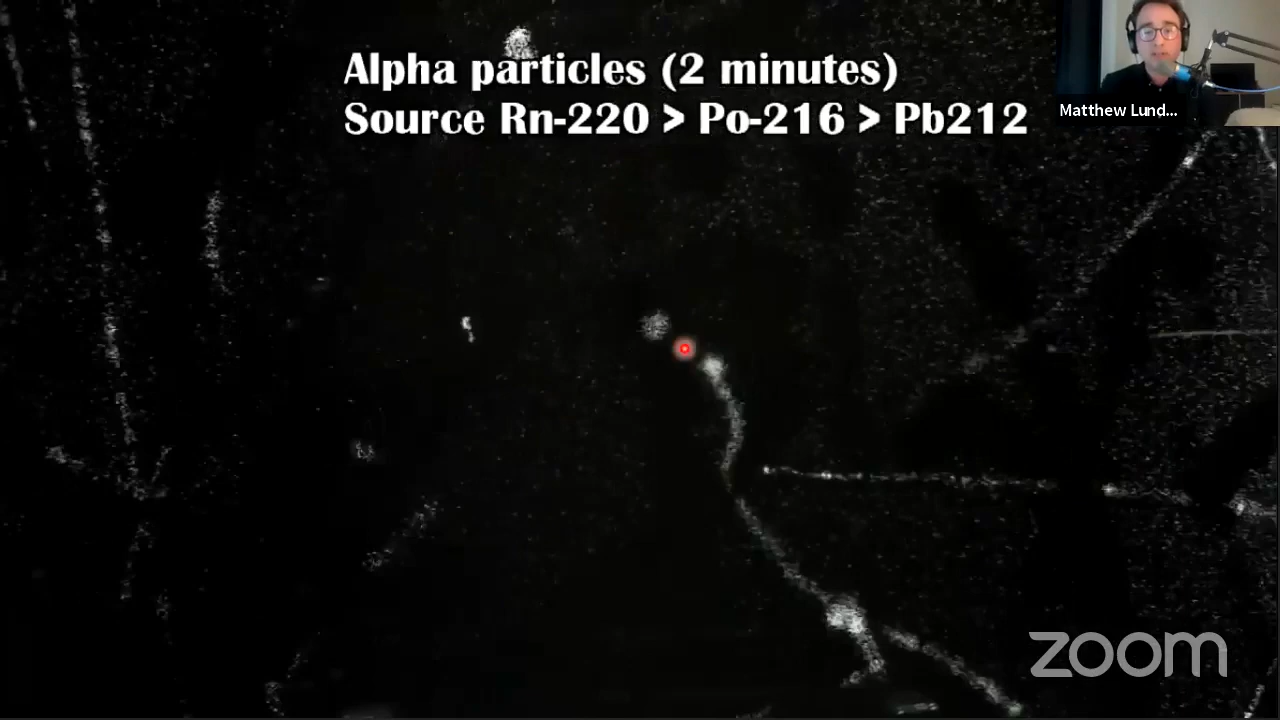 Alpha particles (2 minutes)
Source Rn-220 > Po-216 > Pb212
Matthew Lund...
zoom